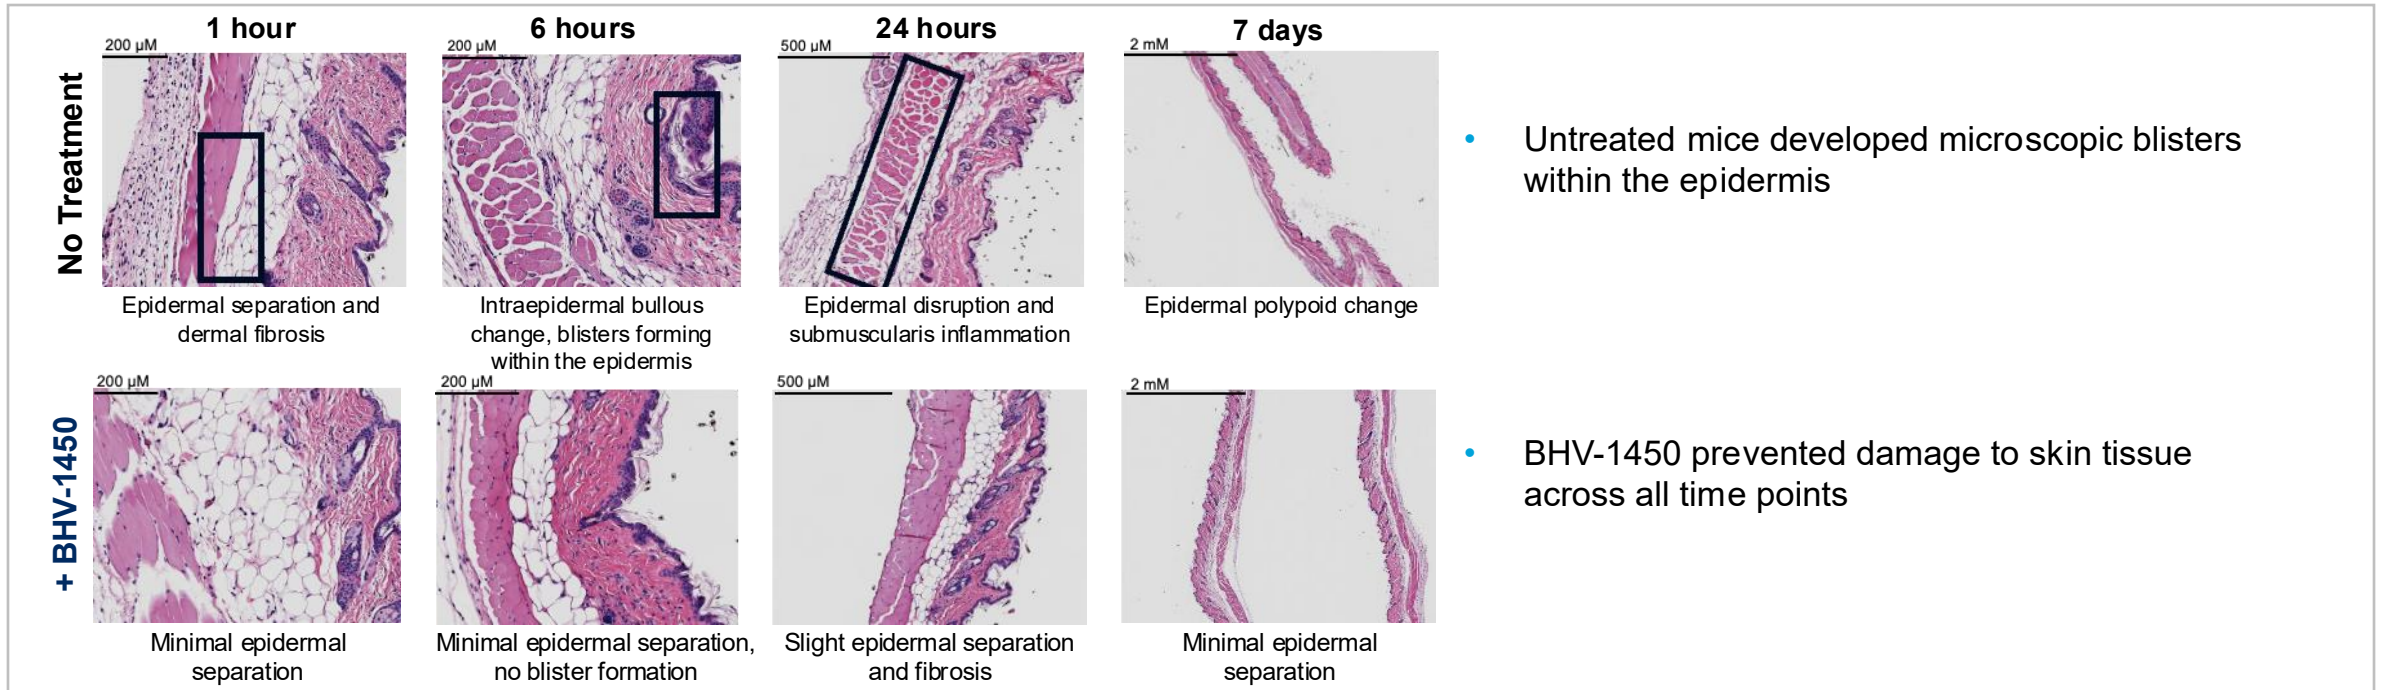 1 hour
6 hours
24 hours
7 days
No Treatment
200 µM
200 µM
500 µM
2 mM
Epidermal separation and
dermal fibrosis
Intraepidermal bullous
change, blisters forming
within the epidermis
Epidermal disruption and
submuscularis inflammation
Epidermal polypoid change
• Untreated mice developed microscopic blisters
within the epidermis
+ BHV-1450
200 µM
200 µM
500 µM
2 mM
Minimal epidermal
separation
Minimal epidermal separation,
no blister formation
Slight epidermal separation
and fibrosis
Minimal epidermal
separation
• BHV-1450 prevented damage to skin tissue
across all time points